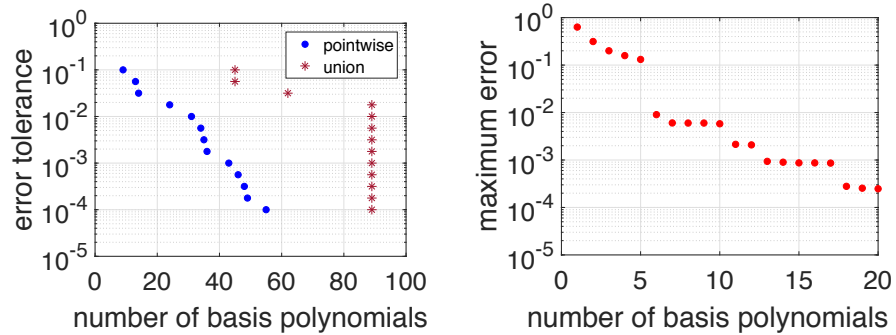 error tolerance
10^0
10^-1
10^-2
10^-3
10^-4
10^-5
pointwise
union
0 20 40 60 80 100
number of basis polynomials
maximum error
10^0
10^-1
10^-2
10^-3
10^-4
10^-5
0 5 10 15 20
number of basis polynomials